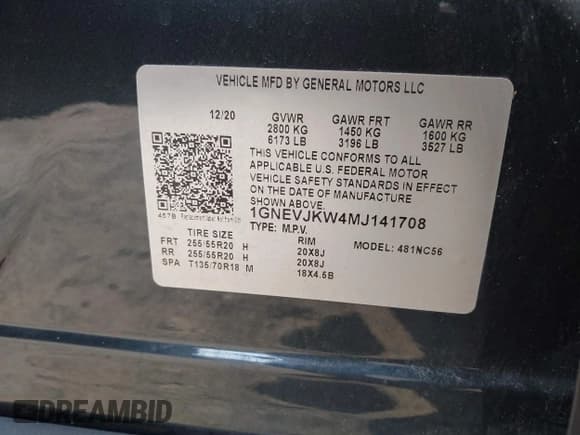 VEHICLE MFD BY GENERAL MOTORS LLC
12/20 GVWR GAWR FRT GAWR RR
2800 KG 1450 KG 1600 KG
6173 LB 3196 LB 3527 LB
THIS VEHICLE CONFORMS TO ALL
APPLICABLE U.S. FEDERAL MOTOR
VEHICLE SAFETY STANDARDS IN EFFECT
ON THE DATE OF MANUFACTURE
SHOWN ABOVE.
1GNEVJKW4MJ141708
TYPE: M.P.V. MODEL: 481NC56
TIRE SIZE RIM
FRT 255/55R20 H 20X8J
RR 255/55R20 H 20X8J
SPA T135/70R18 M 18X4.5B
DREAMBID